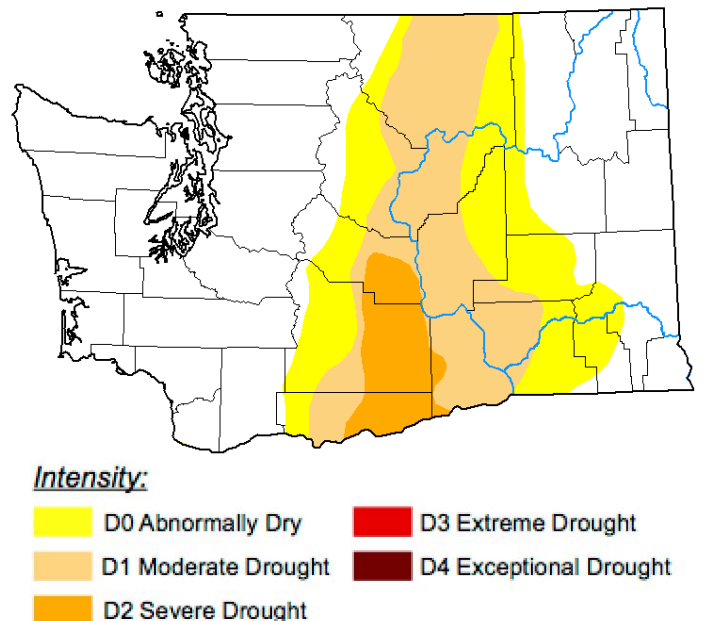 Intensity:
D0 Abnormally Dry
D1 Moderate Drought
D2 Severe Drought
D3 Extreme Drought
D4 Exceptional Drought